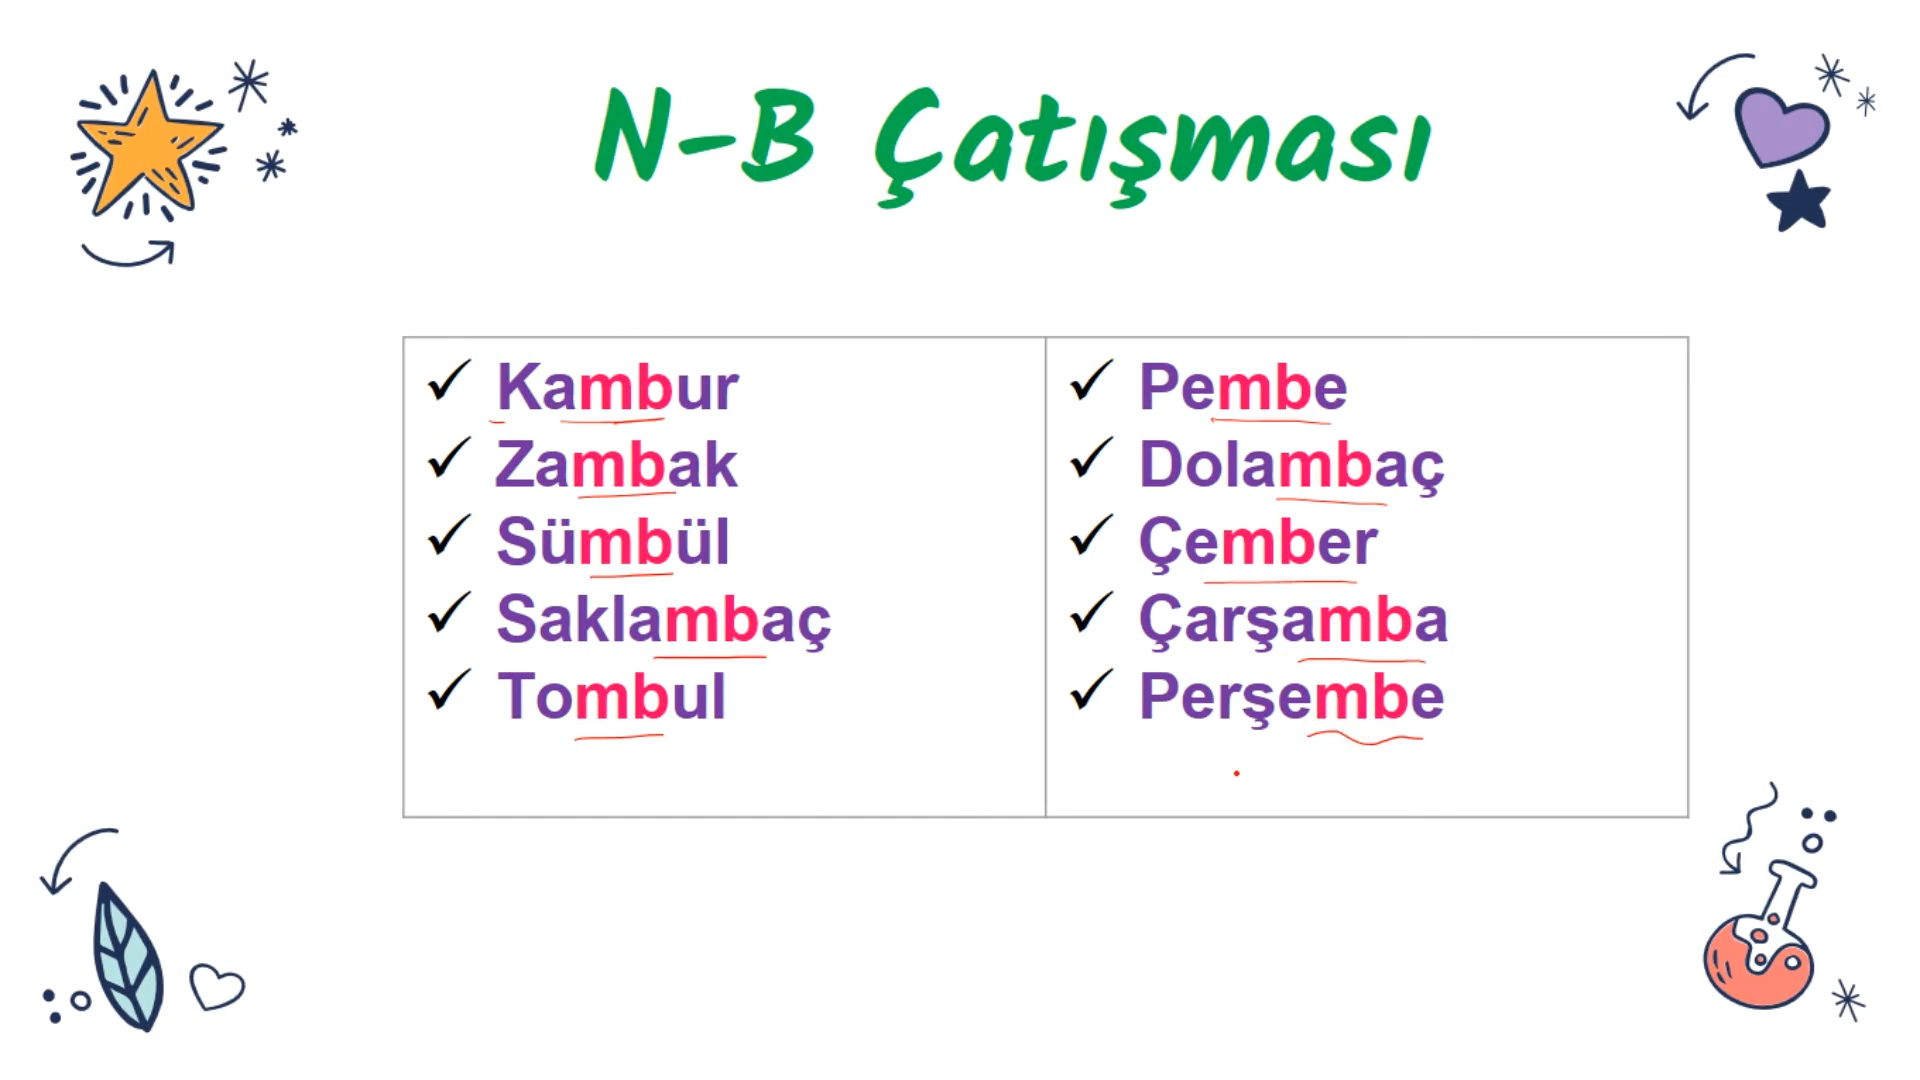 N-B Çatışması
Kambur
Zambak
Sümbül
Saklambaç
Tombul
Pembe
Dolambaç
Çember
Çarşamba
Perşembe